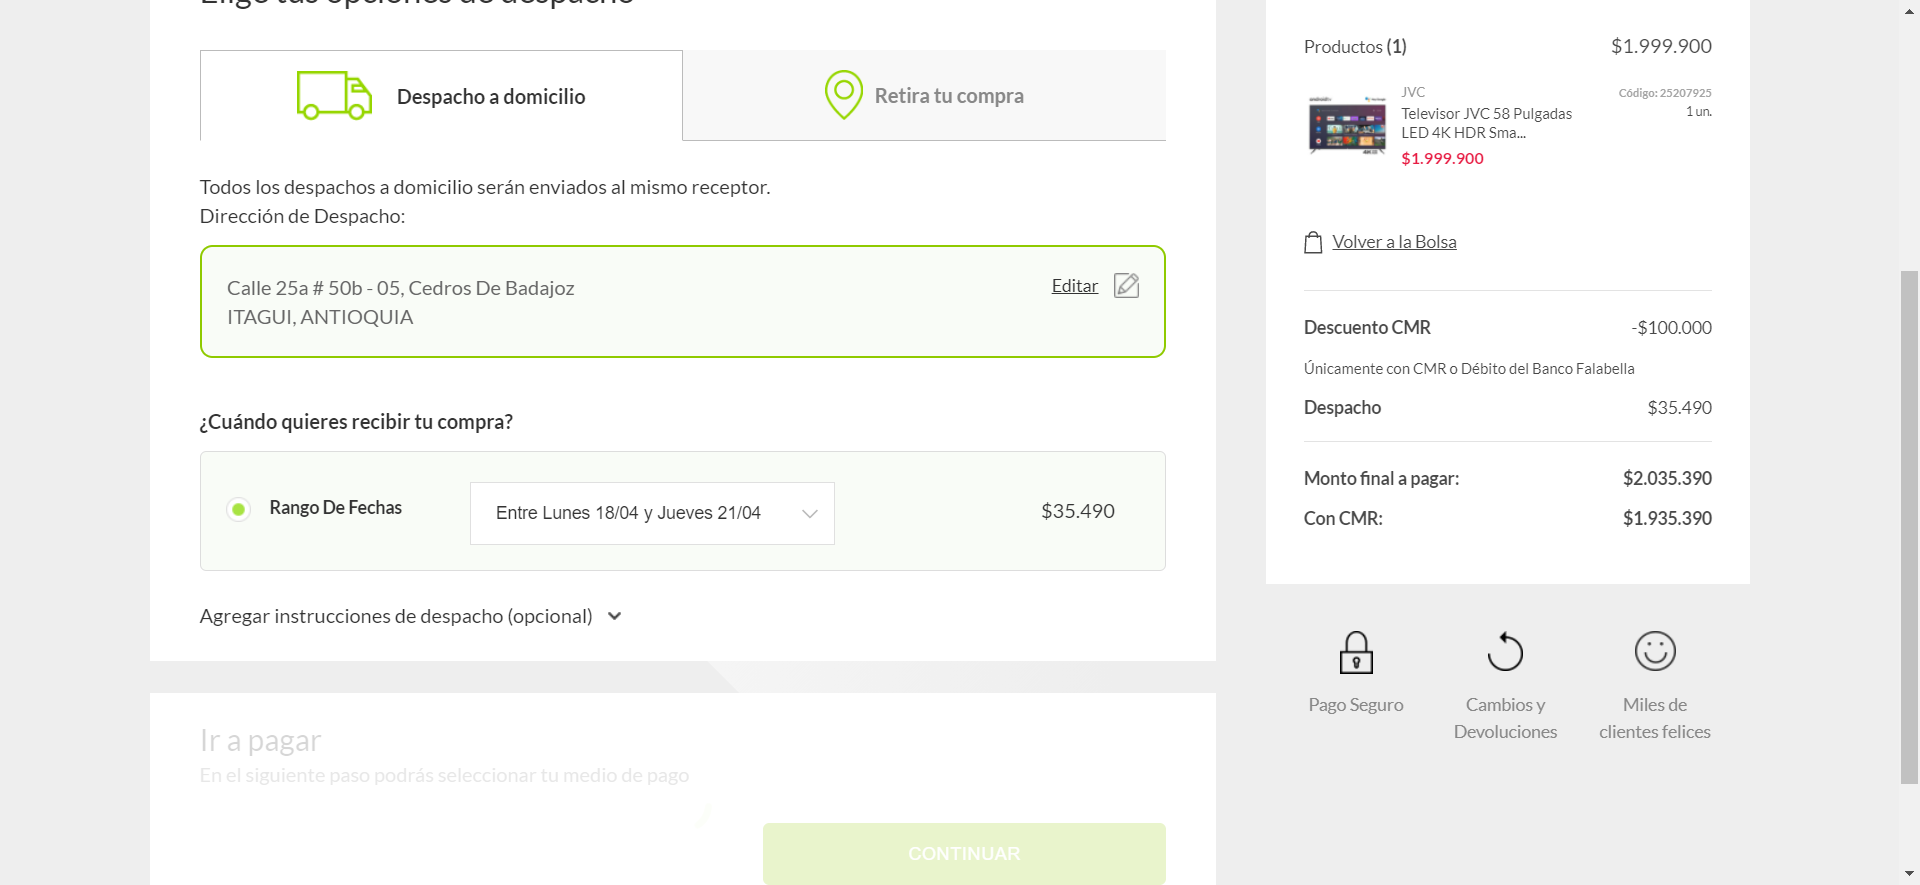 Elige tus opciones de despacho
Despacho a domicilio
Retira tu compra
Todos los despachos a domicilio serán enviados al mismo receptor.
Dirección de Despacho:
Calle 25a # 50b - 05, Cedros De Badajoz
ITAGUI, ANTIOQUIA
Editar
¿Cuándo quieres recibir tu compra?
Rango De Fechas
Entre Lunes 18/04 y Jueves 21/04
$35.490
Agregar instrucciones de despacho (opcional)
Ir a pagar
En el siguiente paso podrás seleccionar tu medio de pago
CONTINUAR
Productos (1) $1.999.900
JVC
Código: 25207925
Televisor JVC 58 Pulgadas
1 un.
LED 4K HDR Sma...
$1.999.900
Volver a la Bolsa
Descuento CMR -$100.000
Únicamente con CMR o Débito del Banco Falabella
Despacho $35.490
Monto final a pagar: $2.035.390
Con CMR: $1.935.390
Pago Seguro
Cambios y
Devoluciones
Miles de
clientes felices